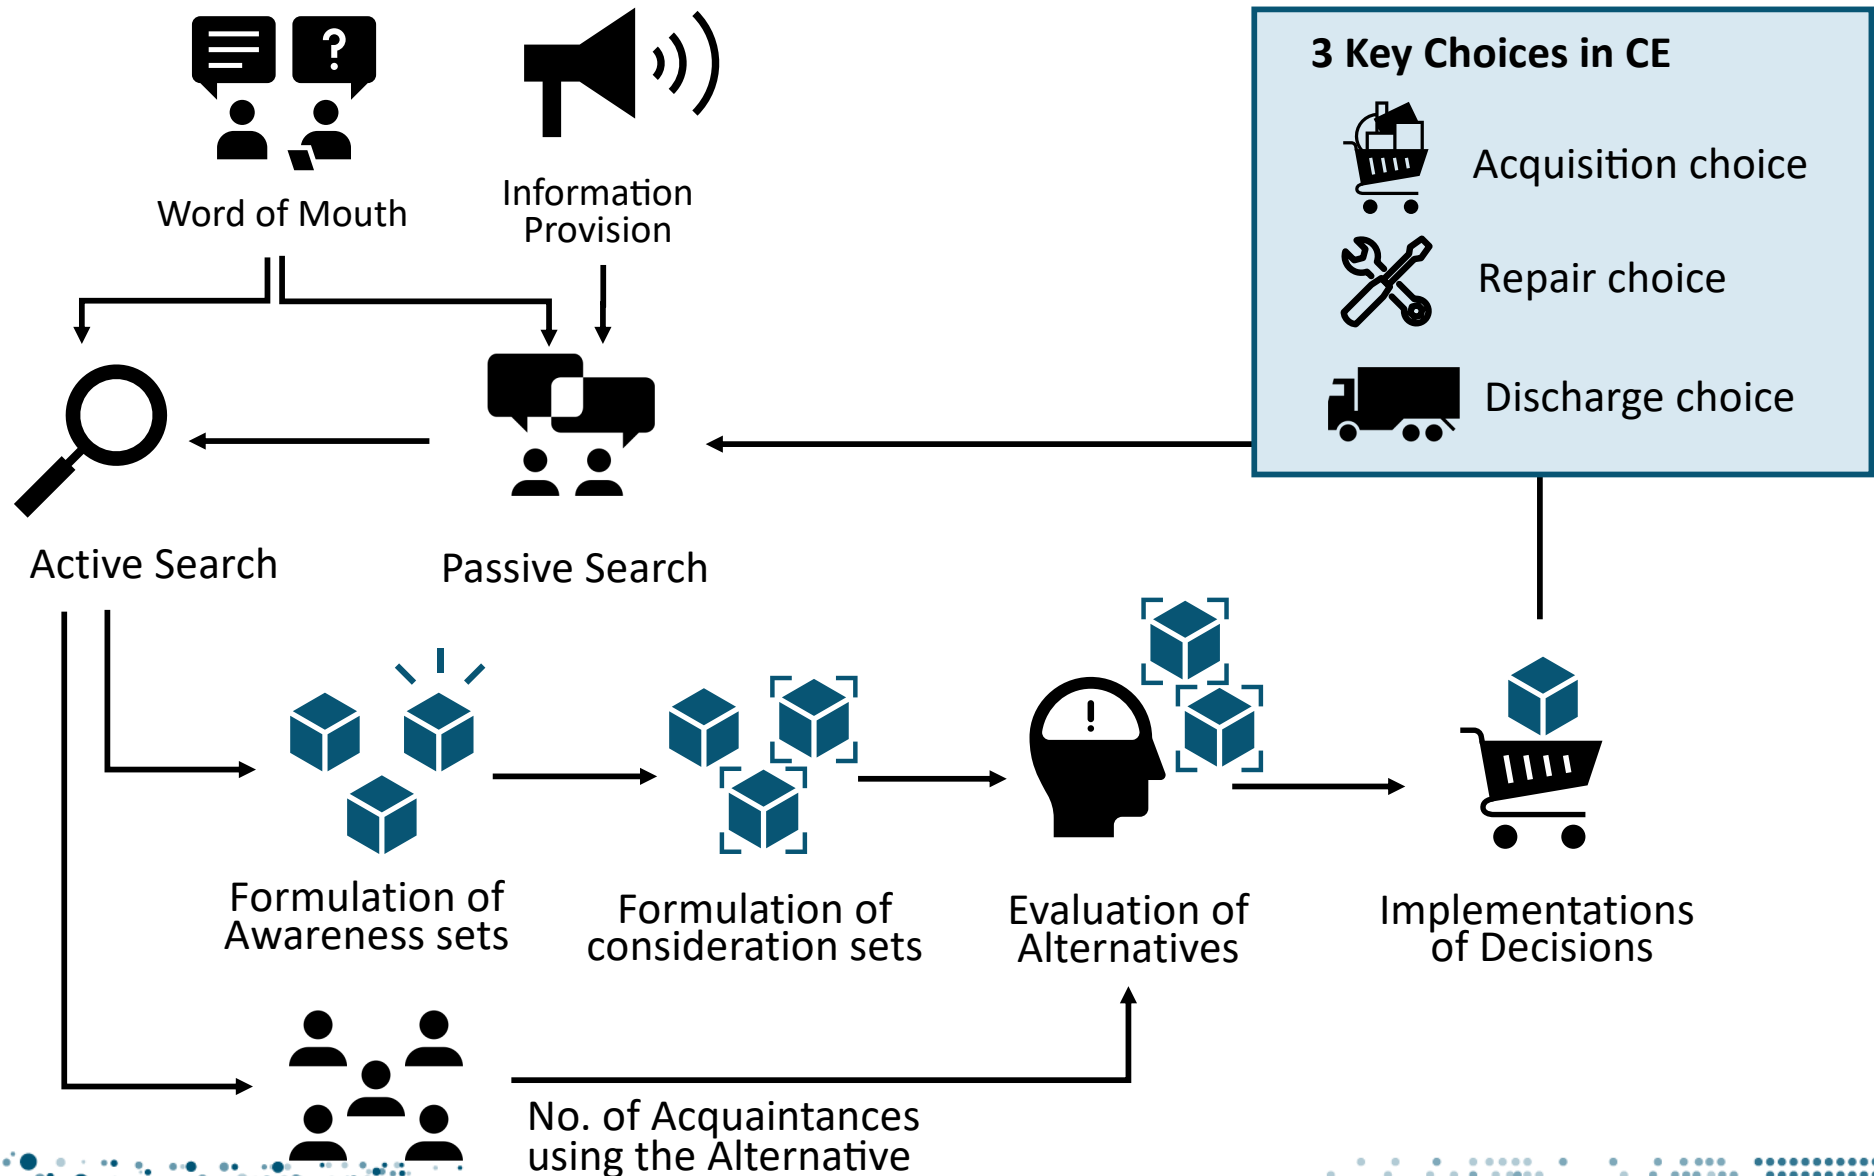 ?
Word of Mouth
Information
Provision
3 Key Choices in CE
Acquisition choice
Repair choice
Discharge choice
Active Search
Passive Search
!
Formulation of
Awareness sets
Formulation of
consideration sets
Evaluation of
Alternatives
Implementations
of Decisions
No. of Acquaintances
using the Alternative